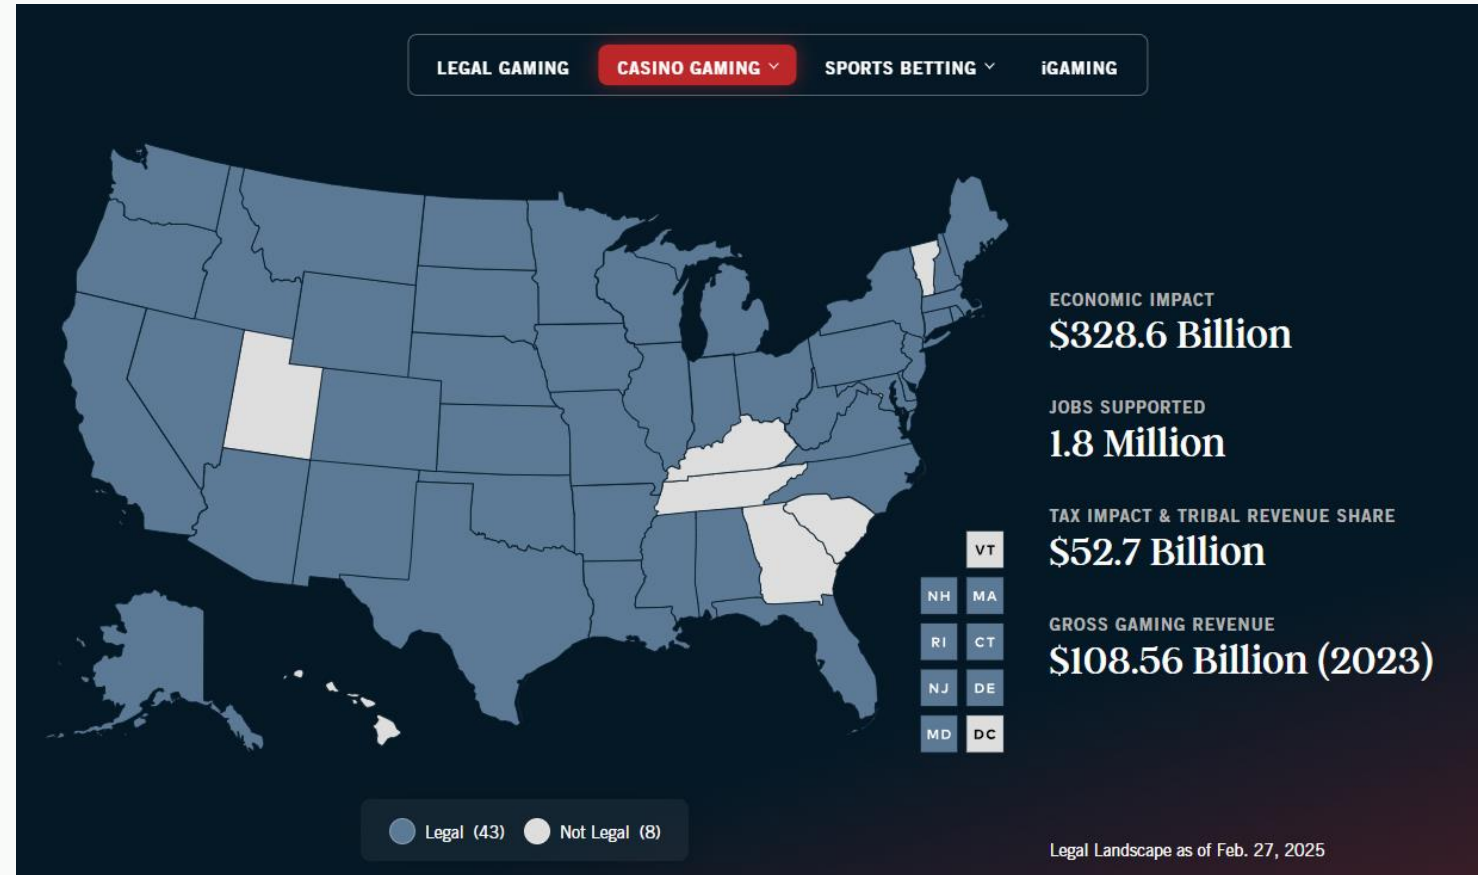 LEGAL GAMING
CASINO GAMING
SPORTS BETTING
iGAMING
ECONOMIC IMPACT
$328.6 Billion
JOBS SUPPORTED
1.8 Million
TAX IMPACT & TRIBAL REVENUE SHARE
$52.7 Billion
GROSS GAMING REVENUE
$108.56 Billion (2023)
VT
NH MA
RI CT
NJ DE
MD DC
Legal (43) Not Legal (8)
Legal Landscape as of Feb. 27, 2025